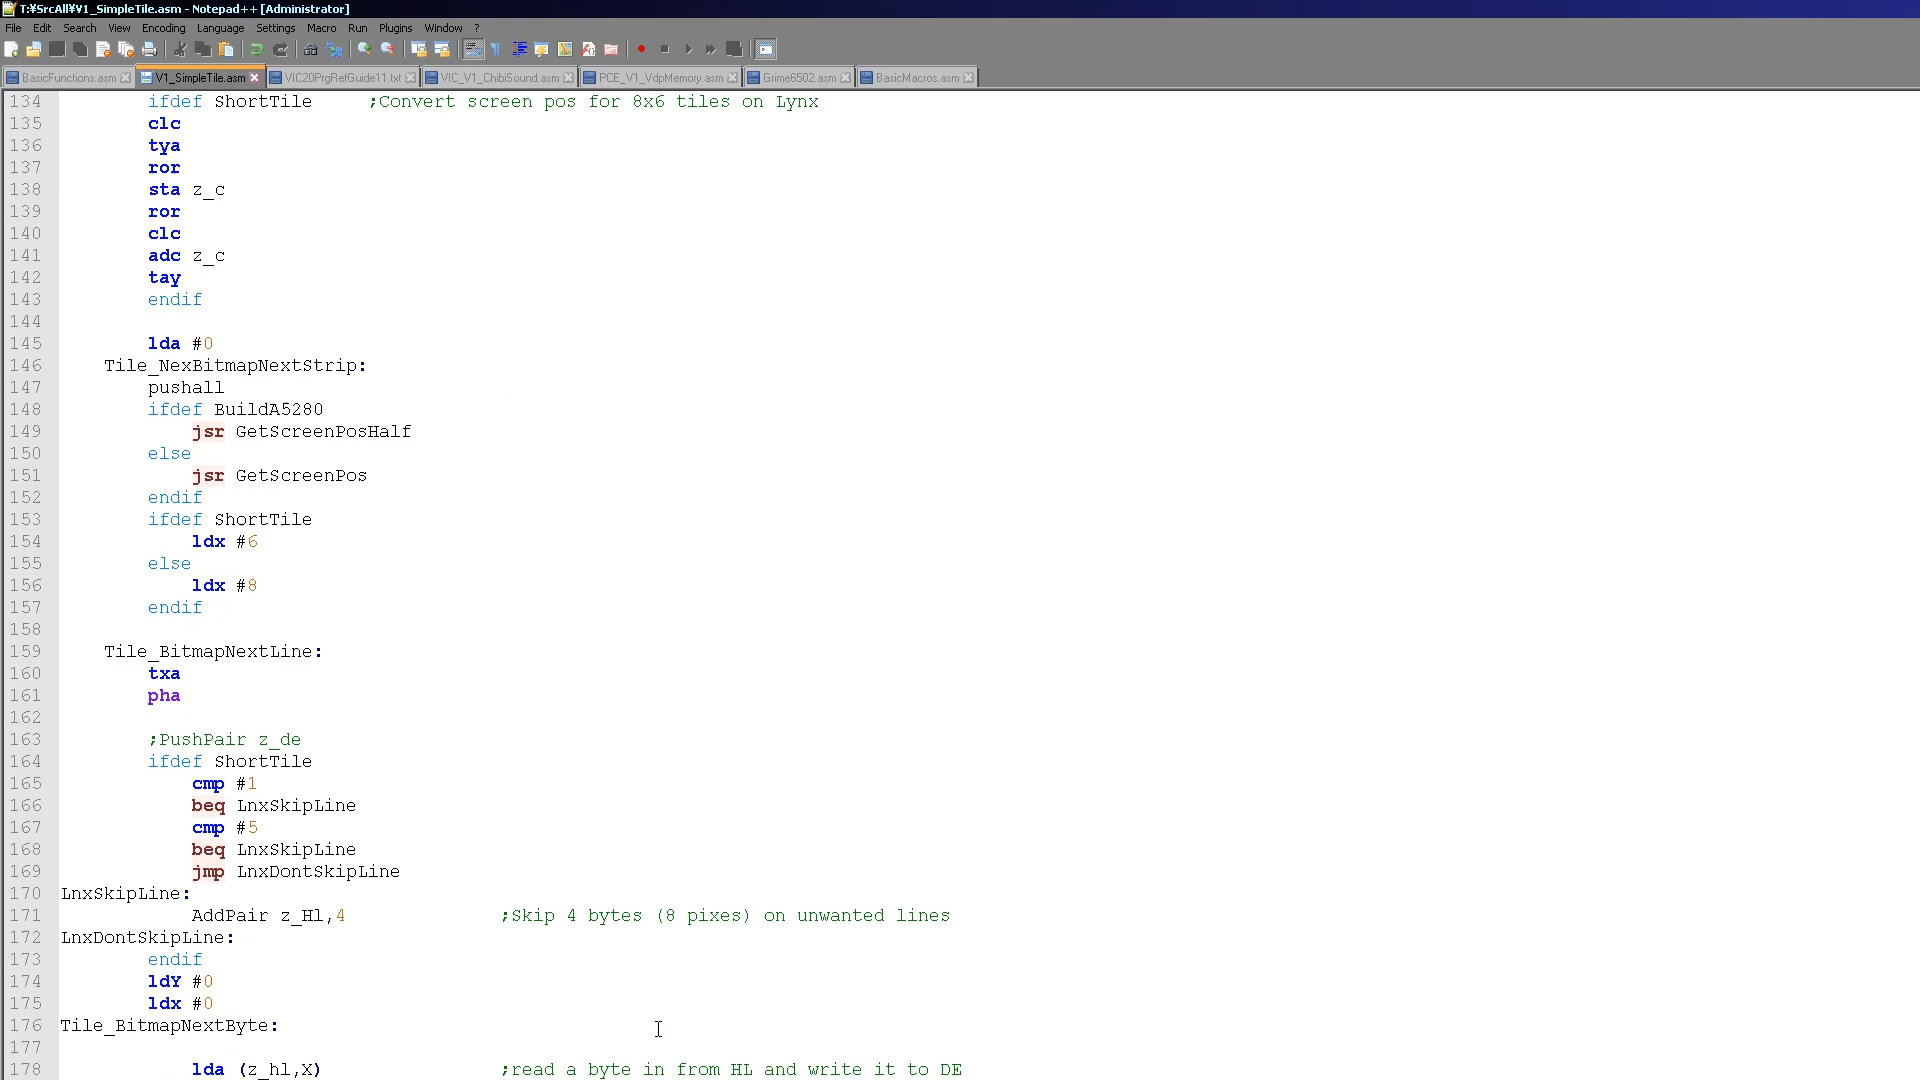 T:¥SrcAll¥V1_SimpleTile.asm - Notepad++ [Administrator]
File Edit Search View Encoding Language Settings Macro Run Plugins Window ?
BasicFunctions.asm V1_SimpleTile.asm VIC20PrgRefGuide11.txt VIC_V1_ChibiSound.asm PCE_V1_VdpMemory.asm Grime6502.asm BasicMacros.asm
134 ifdef ShortTile ;Convert screen pos for 8x6 tiles on Lynx
135 clc
136 tya
137 ror
138 sta z_c
139 ror
140 clc
141 adc z_c
142 tay
143 endif
144
145 lda #0
146 Tile_NexBitmapNextStrip:
147 pushall
148 ifdef BuildA5280
149 jsr GetScreenPosHalf
150 else
151 jsr GetScreenPos
152 endif
153 ifdef ShortTile
154 ldx #6
155 else
156 ldx #8
157 endif
158
159 Tile_BitmapNextLine:
160 txa
161 pha
162
163 ;PushPair z_de
164 ifdef ShortTile
165 cmp #1
166 beq LnxSkipLine
167 cmp #5
168 beq LnxSkipLine
169 jmp LnxDontSkipLine
170 LnxSkipLine:
171 AddPair z_Hl,4 ;Skip 4 bytes (8 pixes) on unwanted lines
172 LnxDontSkipLine:
173 endif
174 ldY #0
175 ldx #0
176 Tile_BitmapNextByte:
177
178 lda (z_hl,X) ;read a byte in from HL and write it to DE